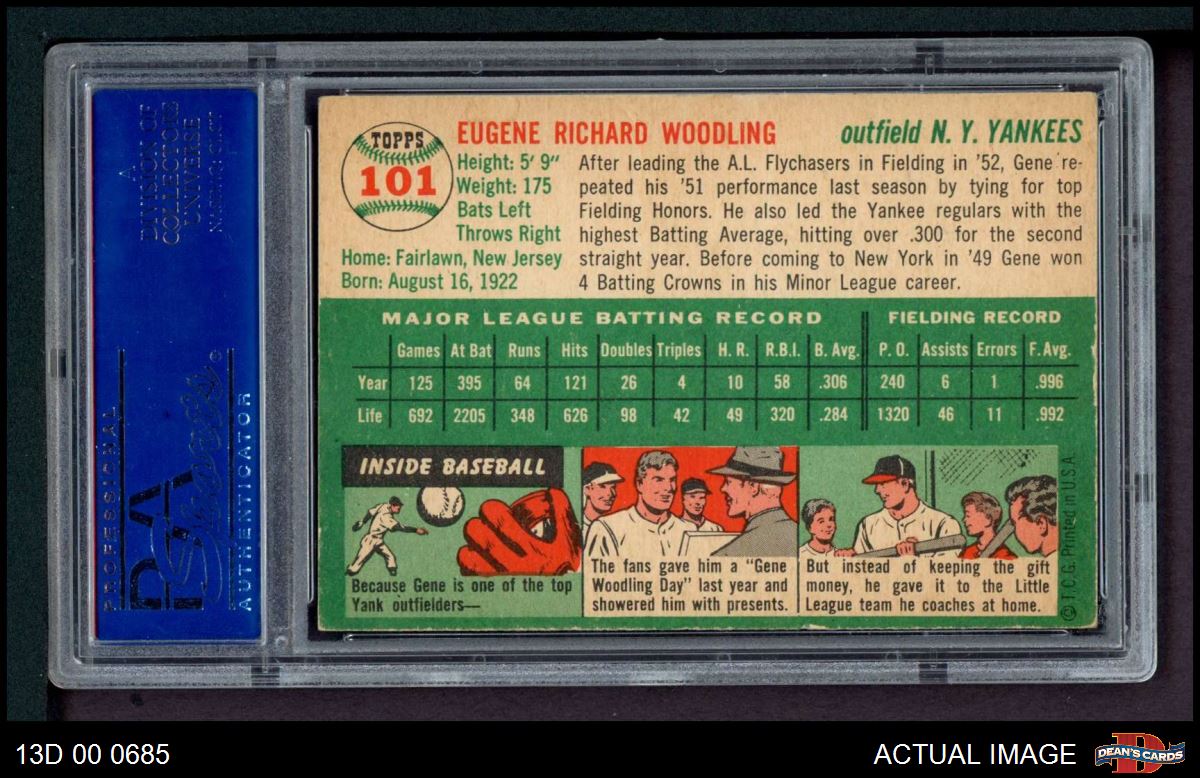 A
DIVISION OF
COLLECTORS
UNIVERSE
NASDAQ: CLCT
PROFESSIONAL
PSA
Sports
AUTHENTICATOR
TOPPS
101
EUGENE RICHARD WOODLING
outfield N. Y. YANKEES
Height: 5' 9"
Weight: 175
Bats Left
Throws Right
Home: Fairlawn, New Jersey
Born: August 16, 1922
After leading the A.L. Flychasers in Fielding in '52, Gene re-
peated his '51 performance last season by tying for top
Fielding Honors. He also led the Yankee regulars with the
highest Batting Average, hitting over .300 for the second
straight year. Before coming to New York in '49 Gene won
4 Batting Crowns in his Minor League career.
MAJOR LEAGUE BATTING RECORD FIELDING RECORD
Games At Bat Runs Hits Doubles Triples H. R. R.B.I. B. Avg. P. O. Assists Errors F. Avg.
Year 125 395 64 121 26 4 10 58 .306 240 6 1 .996
Life 692 2205 348 626 98 42 49 320 .284 1320 46 11 .992
INSIDE BASEBALL
Because Gene is one of the top
Yank outfielders—
The fans gave him a "Gene
Woodling Day" last year and
showered him with presents.
But instead of keeping the gift
money, he gave it to the Little
League team he coaches at home.
© T.C.G. Printed in U.S.A.
13D 00 0685
ACTUAL IMAGE
D
DEAN'S CARDS